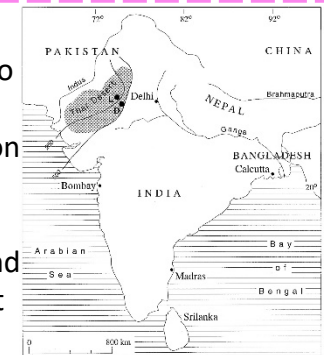 72°
82°
92°
PAKISTAN
CHINA
o
Indus
Thar Desert
L
D
Delhi
NEPAL
Brahmaputra
on
Ganga
BANGLADESH
Calcutta
Bombay
20°
INDIA
Arabian
Sea
Bay
of
Bengal
nd
Madras
t
Srilanka
0
800 km